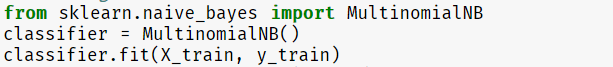 from sklearn.naive_bayes import MultinomialNB
classifier = MultinomialNB()
classifier.fit(X_train, y_train)